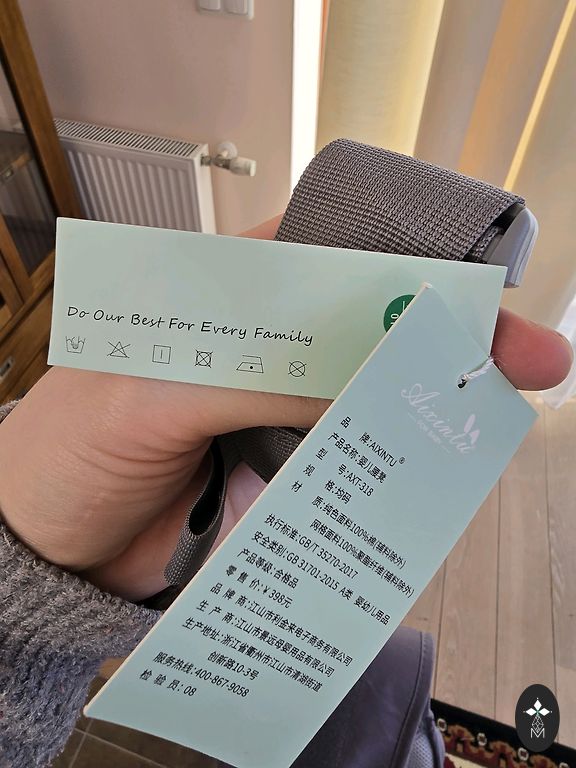 Do Our Best For Every Family
Aixintu
FOR BABY
品 牌:AIXINTU®
产品名称:婴儿腰凳
型 号:AXT-318
规 格:均码
材 质:纯色面料100%棉(辅料除外)
网格面料100%聚酯纤维(辅料除外)
执行标准:GB/T 35270-2017
安全类别:GB 31701-2015 A类 婴幼儿用品
产品等级:合格品
零 售 价:¥398元
品 牌 商:江山市利金来电子商务有限公司
生 产 商:江山市景远母婴用品有限公司
生产地址:浙江省衢州市江山市清湖街道
创新路10-3号
服务热线:400-867-9058
检 验 员:08